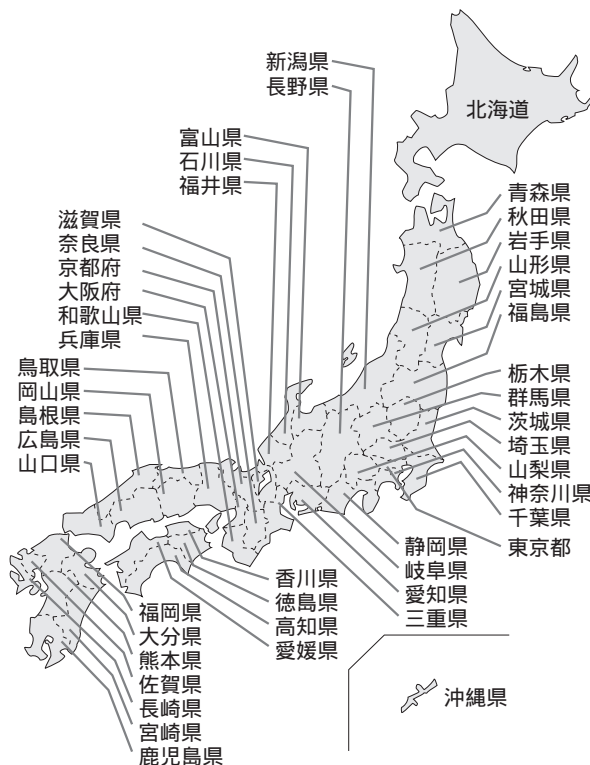 新潟県
長野県
北海道
富山県
石川県
福井県
青森県
秋田県
岩手県
山形県
宮城県
福島県
滋賀県
奈良県
京都府
大阪府
和歌山県
兵庫県
鳥取県
岡山県
島根県
広島県
山口県
栃木県
群馬県
茨城県
埼玉県
山梨県
神奈川県
千葉県
東京都
静岡県
岐阜県
愛知県
三重県
香川県
徳島県
高知県
愛媛県
福岡県
大分県
熊本県
佐賀県
長崎県
宮崎県
鹿児島県
沖縄県